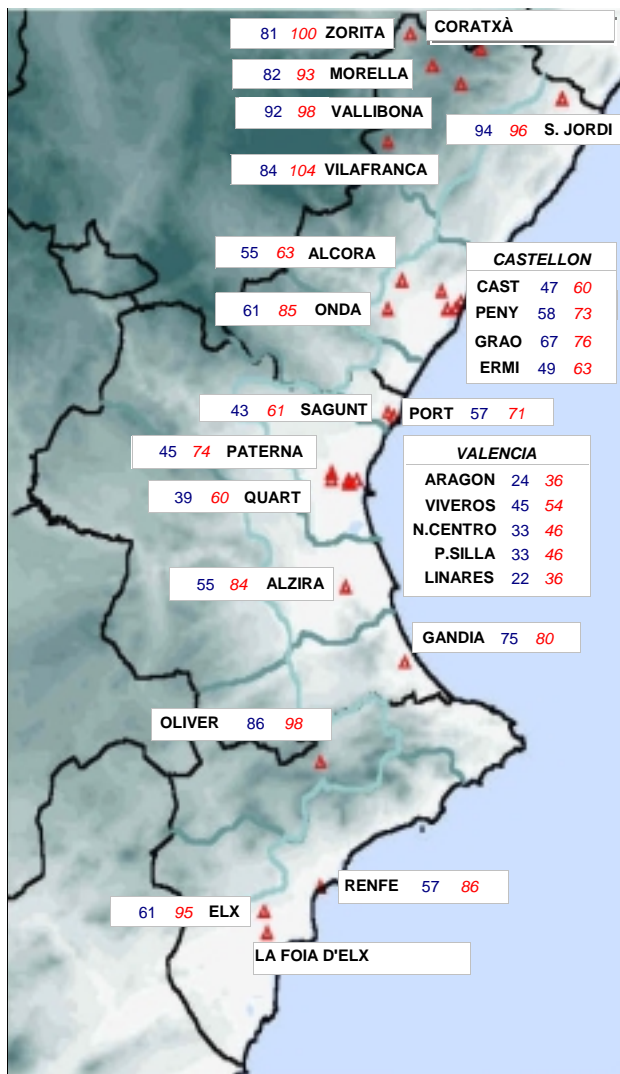 81 100 ZORITA
CORATXÀ
82 93 MORELLA
92 98 VALLIBONA
94 96 S. JORDI
84 104 VILAFRANCA
55 63 ALCORA
61 85 ONDA
CASTELLON
CAST 47 60
PENY 58 73
GRAO 67 76
ERMI 49 63
43 61 SAGUNT
PORT 57 71
45 74 PATERNA
39 60 QUART
VALENCIA
ARAGON 24 36
VIVEROS 45 54
N.CENTRO 33 46
P.SILLA 33 46
LINARES 22 36
55 84 ALZIRA
GANDIA 75 80
OLIVER 86 98
RENFE 57 86
61 95 ELX
LA FOIA D'ELX